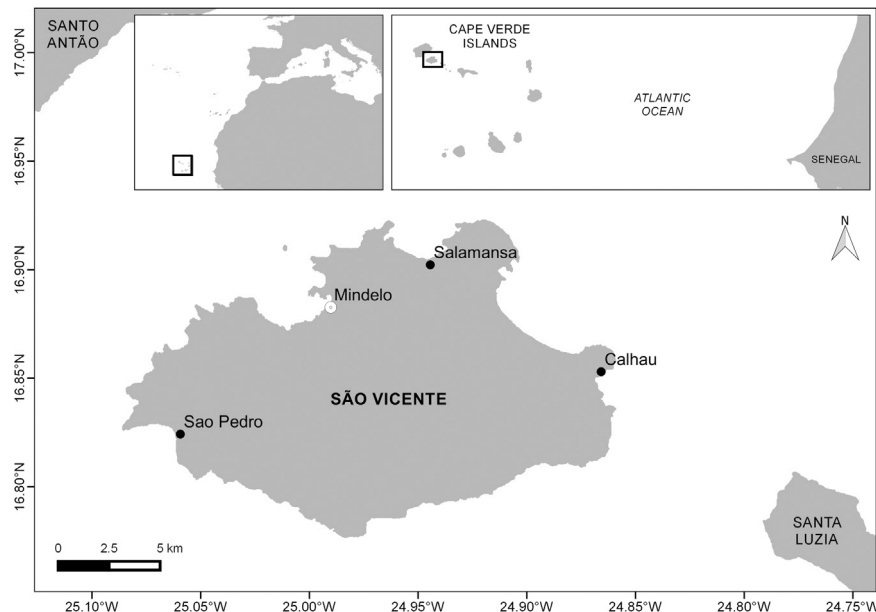 SANTO
ANTÃO
CAPE VERDE
ISLANDS
ATLANTIC
OCEAN
SENEGAL
17.00°N
16.95°N
16.90°N
16.85°N
16.80°N
N
Salamansa
Mindelo
Calhau
SÃO VICENTE
Sao Pedro
SANTA
LUZIA
0 2.5 5 km
25.10°W 25.05°W 25.00°W 24.95°W 24.90°W 24.85°W 24.80°W 24.75°W